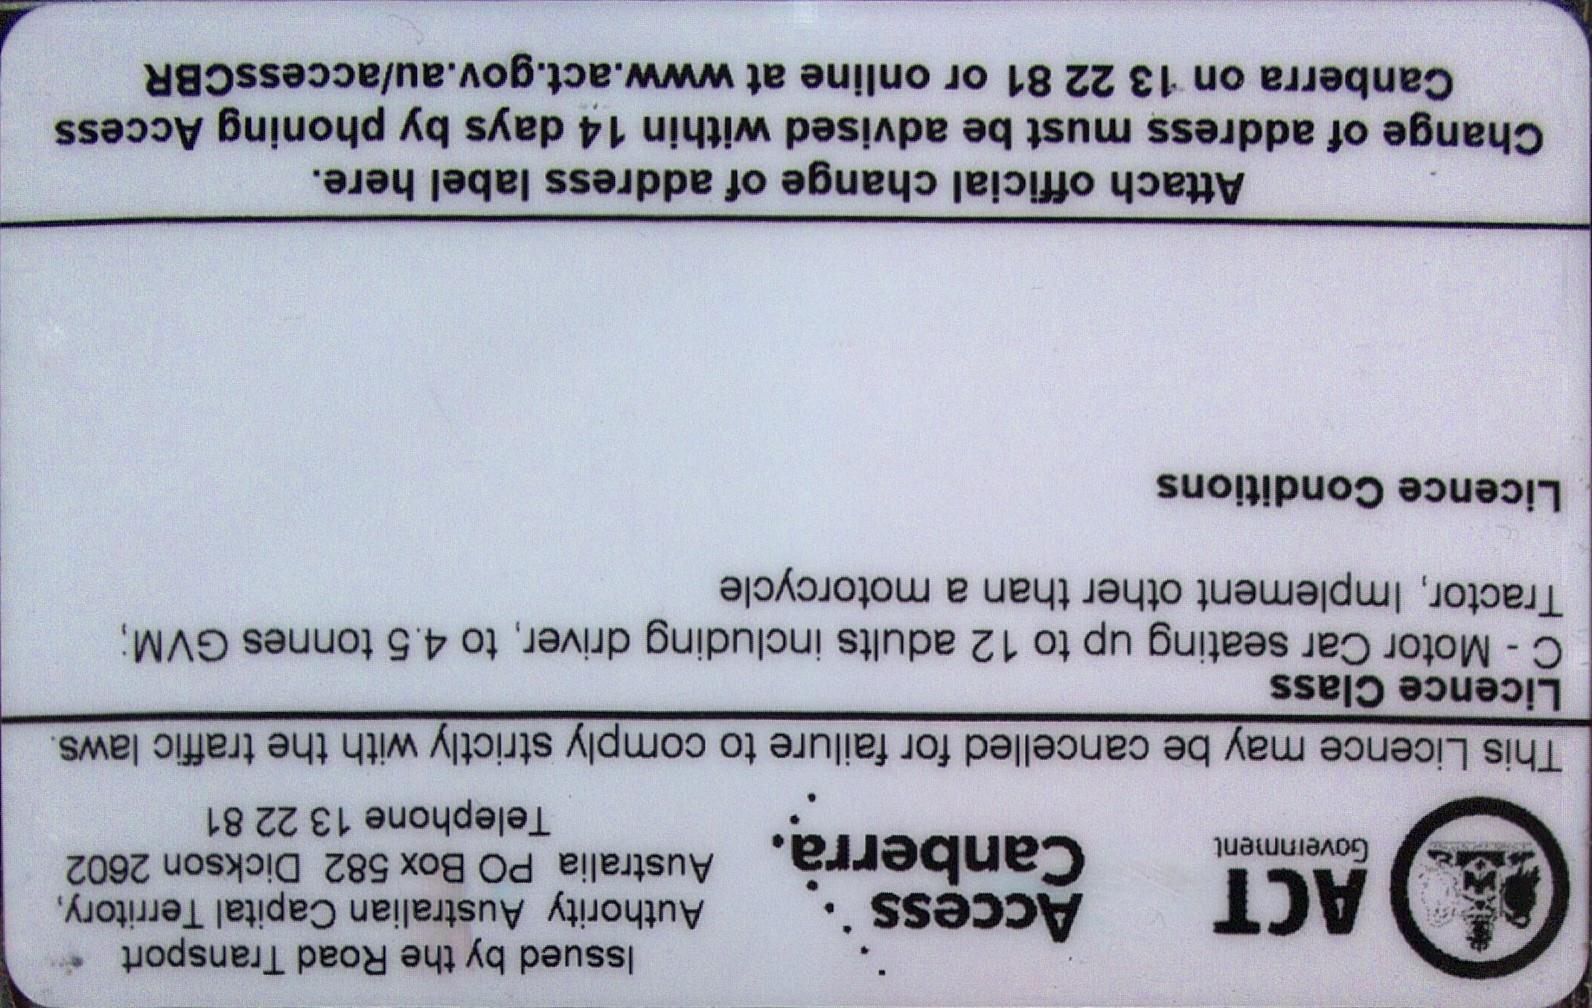 ACT
Government
Access
Canberra.
Issued by the Road Transport
Authority Australian Capital Territory,
Australia PO Box 582 Dickson 2602
Telephone 13 22 81
This Licence may be cancelled for failure to comply strictly with the traffic laws.
Licence Class
C - Motor Car seating up to 12 adults including driver, to 4.5 tonnes GVM;
Tractor, Implement other than a motorcycle
Licence Conditions
Attach official change of address label here.
Change of address must be advised within 14 days by phoning Access
Canberra on 13 22 81 or online at www.act.gov.au/accessCBR